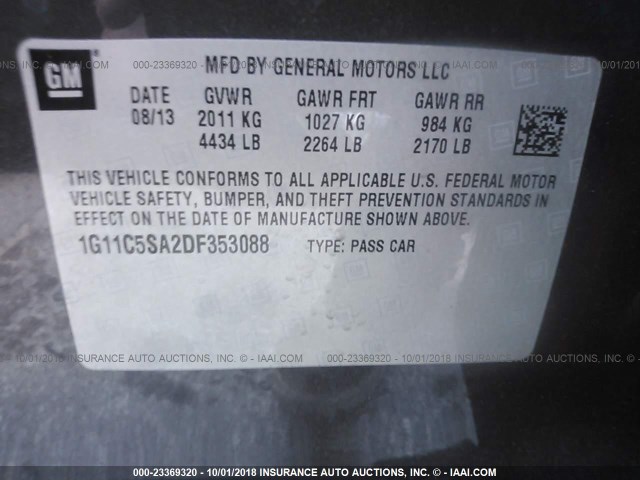 GM
MFD BY GENERAL MOTORS LLC
DATE GVWR GAWR FRT GAWR RR
08/13 2011 KG 1027 KG 984 KG
4434 LB 2264 LB 2170 LB
THIS VEHICLE CONFORMS TO ALL APPLICABLE U.S. FEDERAL MOTOR
VEHICLE SAFETY, BUMPER, AND THEFT PREVENTION STANDARDS IN
EFFECT ON THE DATE OF MANUFACTURE SHOWN ABOVE.
1G11C5SA2DF353088 TYPE: PASS CAR
000-23369320 - 10/01/2018 INSURANCE AUTO AUCTIONS, INC. © - IAAI.COM